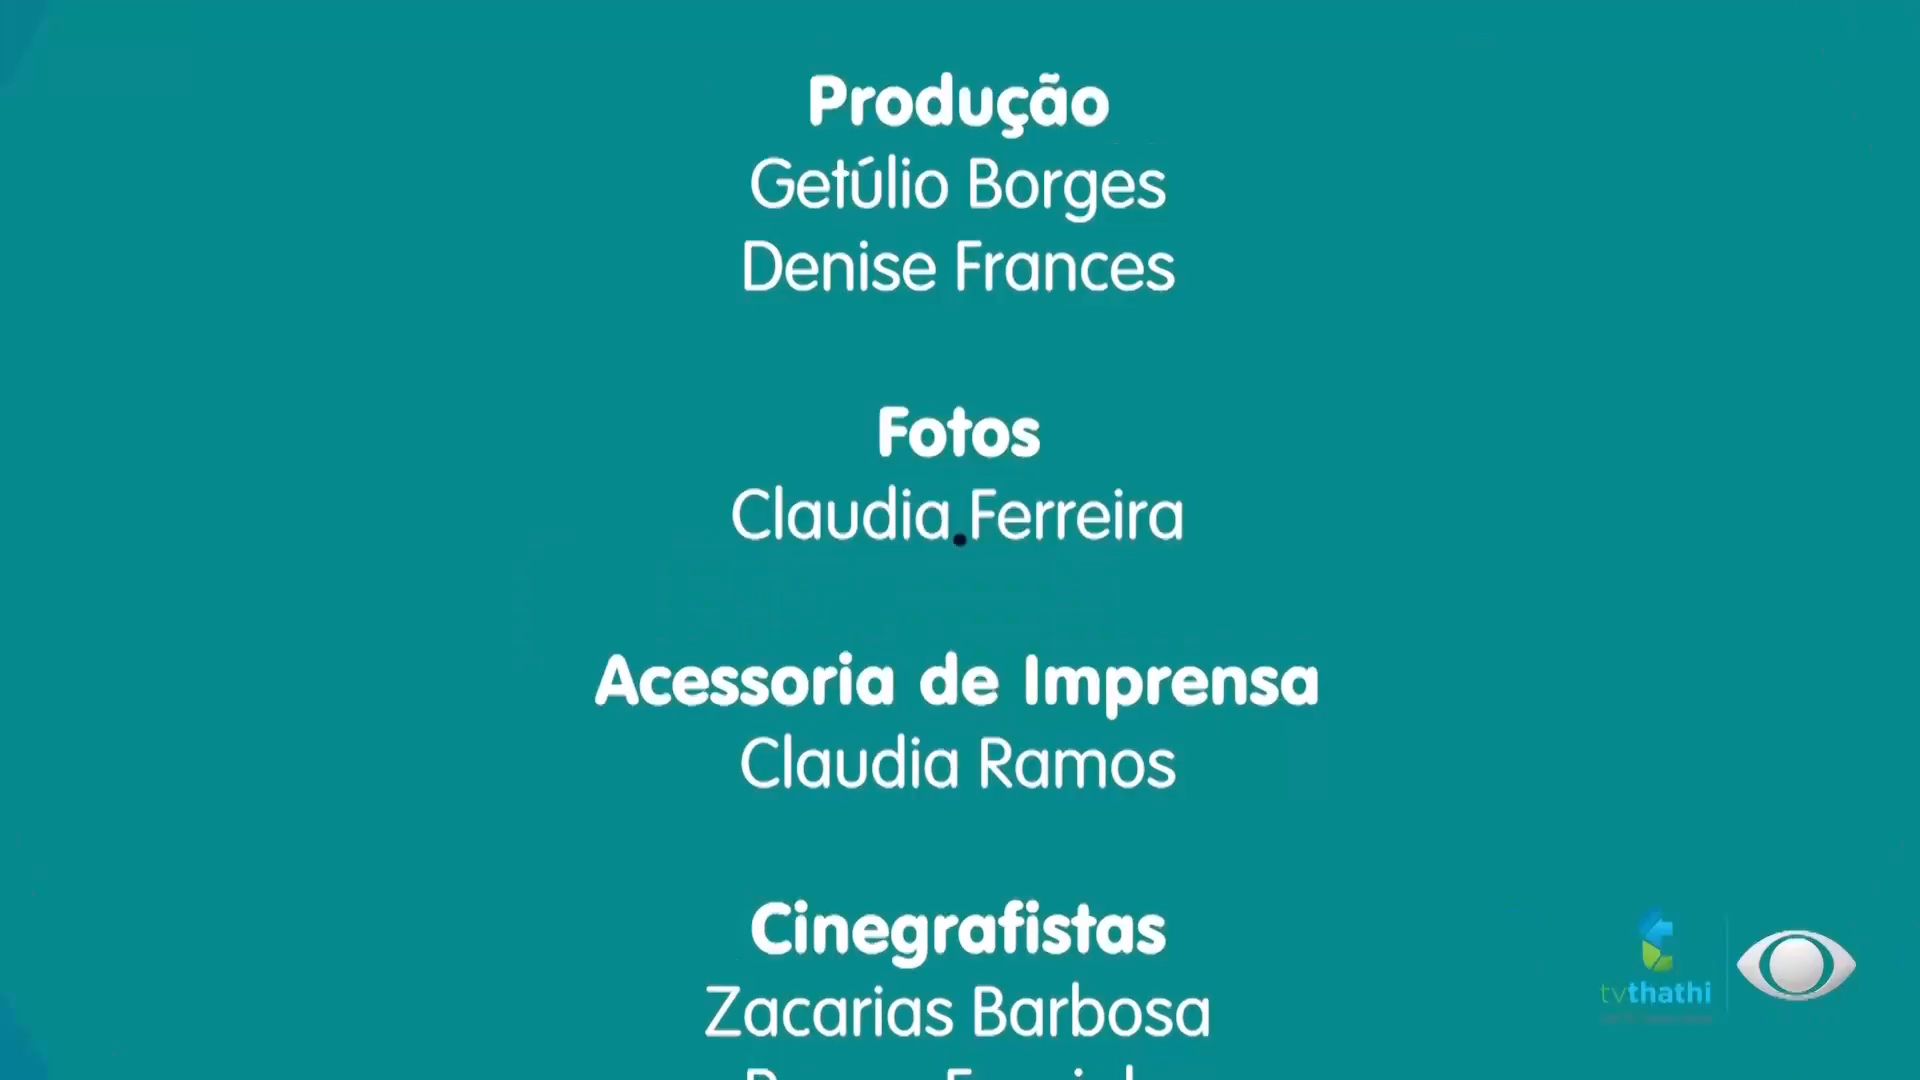 Produção
Getúlio Borges
Denise Frances
Fotos
Claudia Ferreira
Acessoria de Imprensa
Claudia Ramos
Cinegrafistas
Zacarias Barbosa
tvthathi